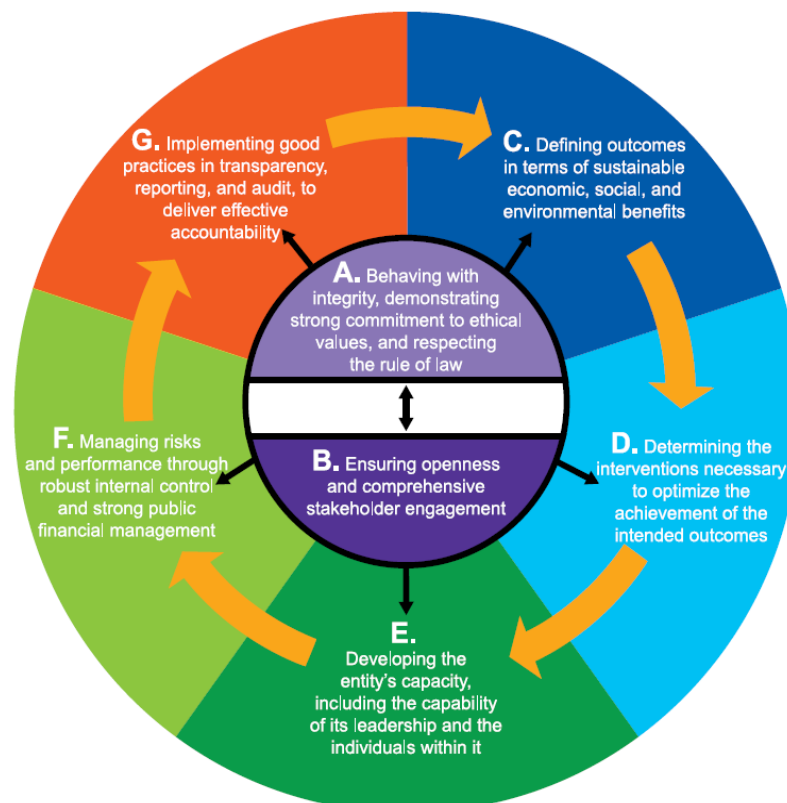 G. Implementing good
practices in transparency,
reporting, and audit, to
deliver effective
accountability
C. Defining outcomes
in terms of sustainable
economic, social, and
environmental benefits
A. Behaving with
integrity, demonstrating
strong commitment to ethical
values, and respecting
the rule of law
B. Ensuring openness
and comprehensive
stakeholder engagement
D. Determining the
interventions necessary
to optimize the
achievement of the
intended outcomes
E.
Developing the
entity's capacity,
including the capability
of its leadership and the
individuals within it
F. Managing risks
and performance through
robust internal control
and strong public
financial management